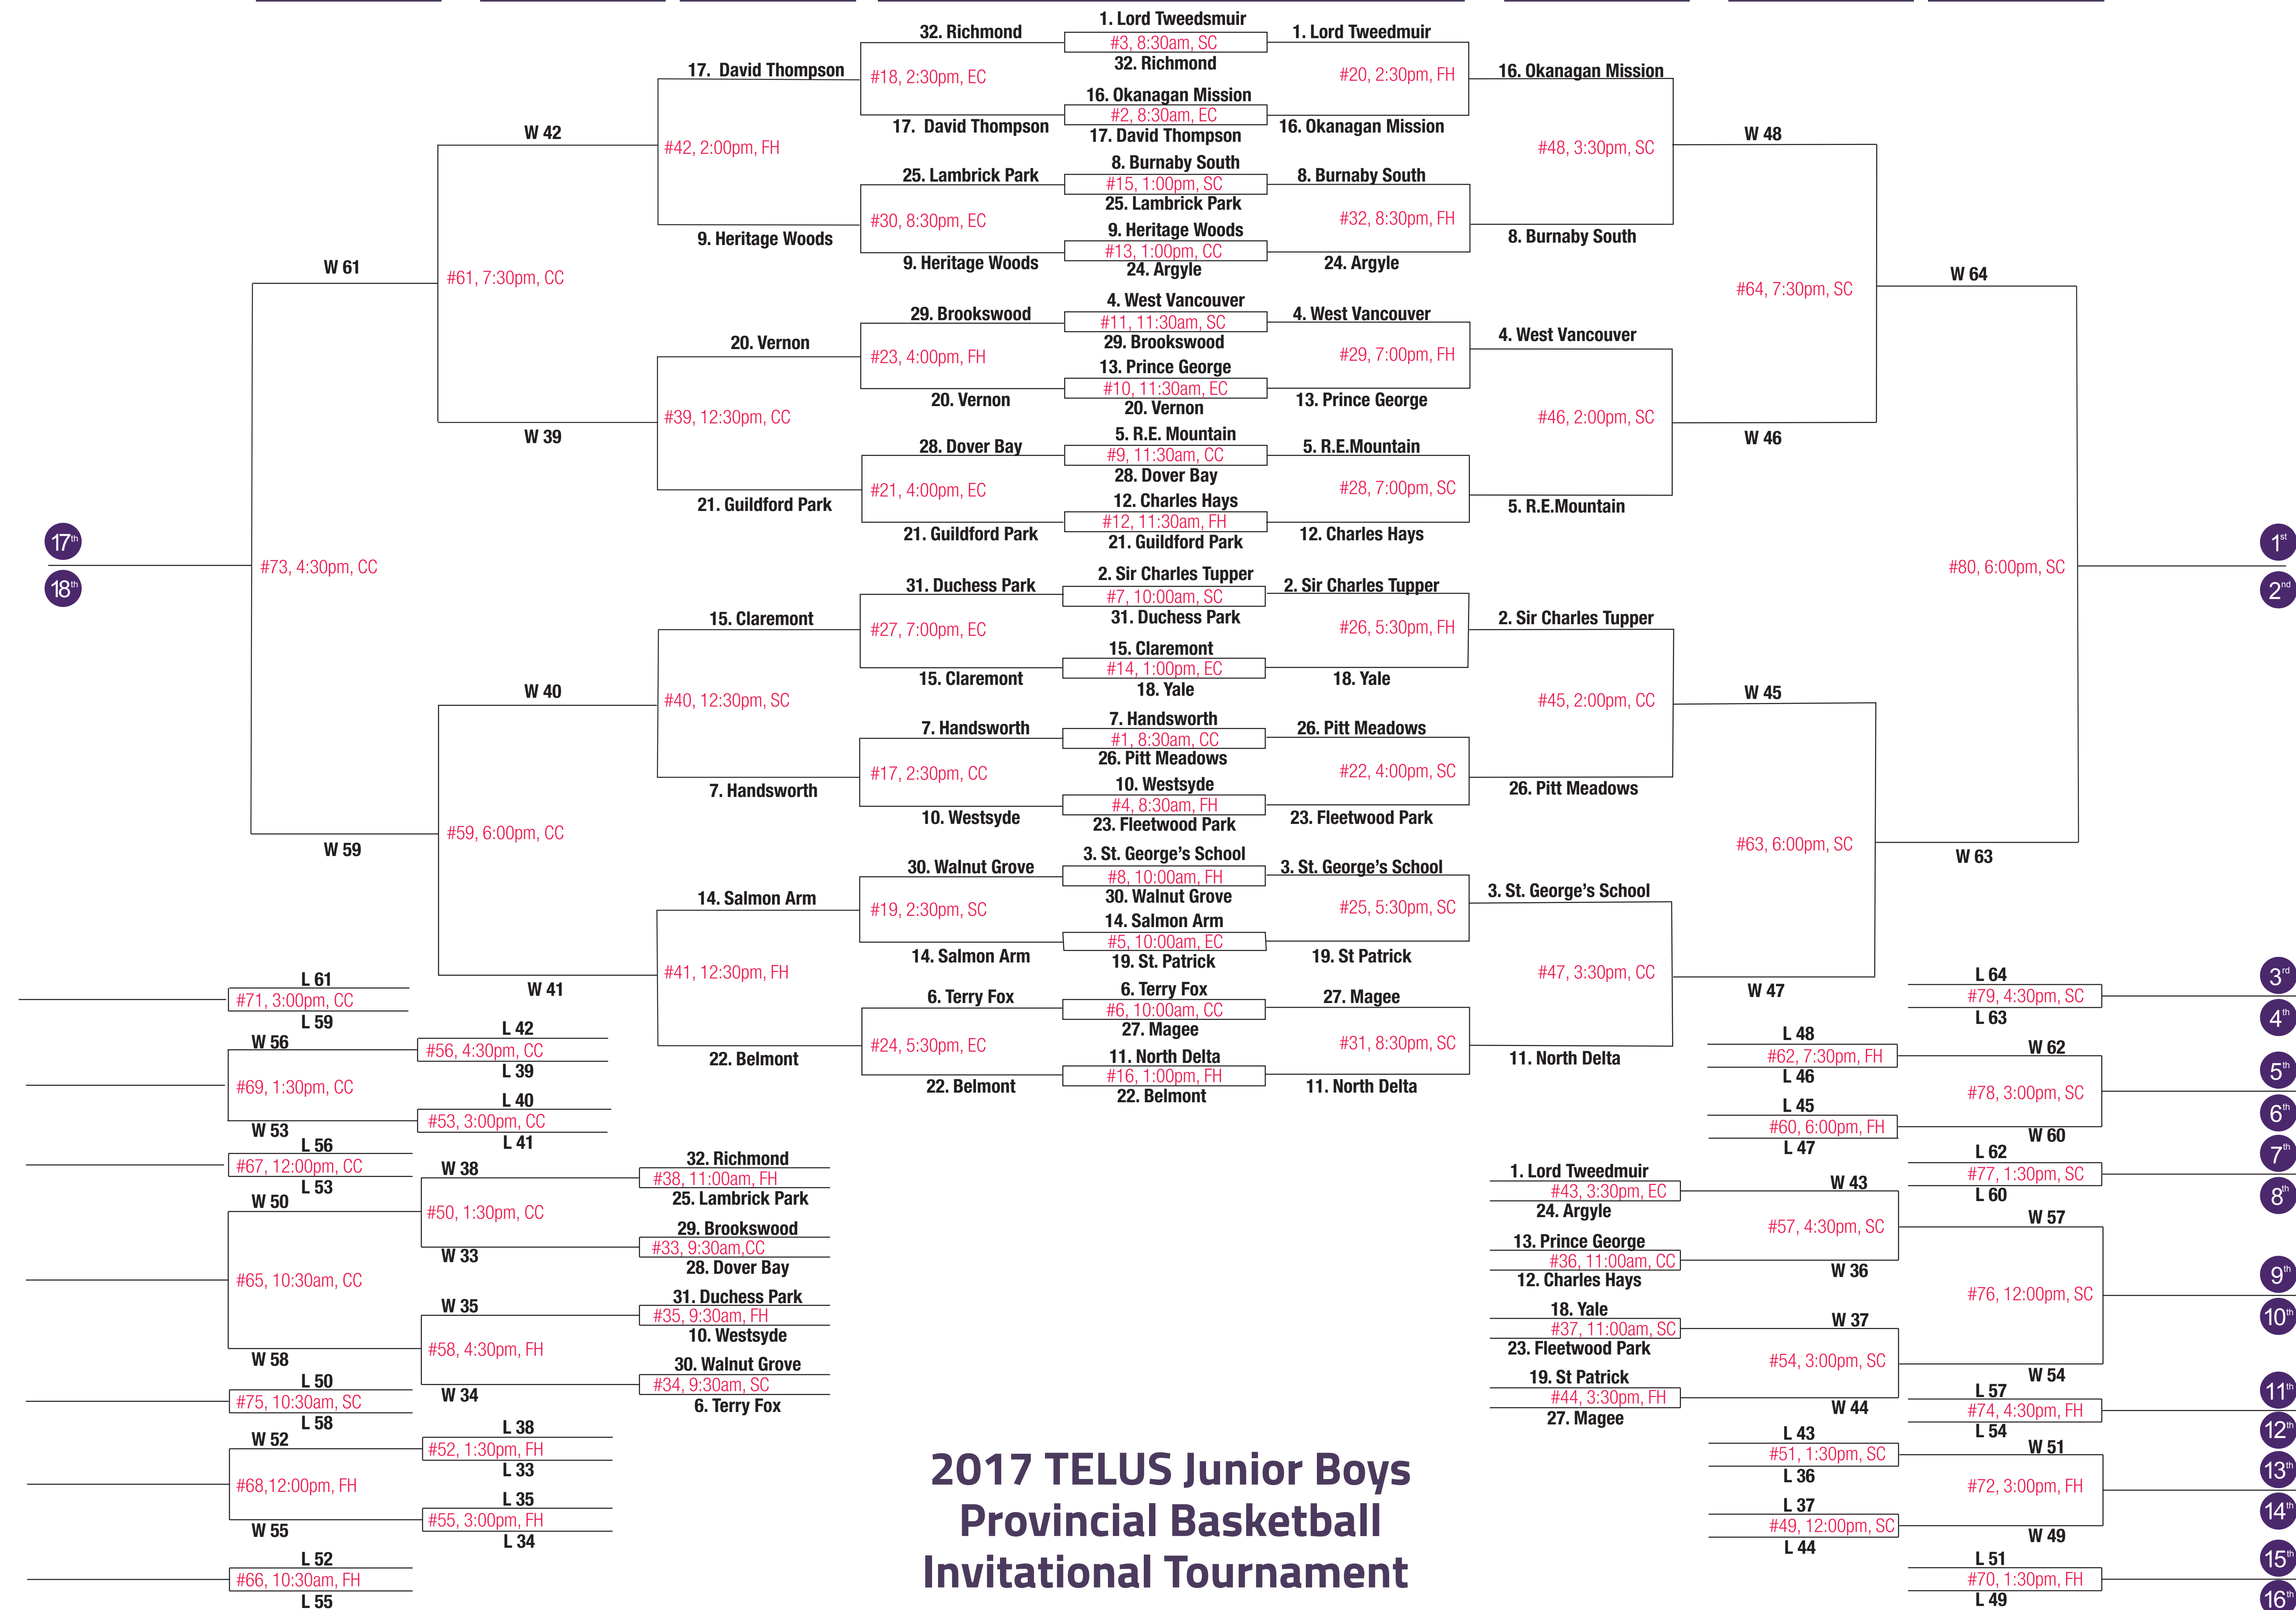 1. Lord Tweedsmuir
#3, 8:30am, SC
32. Richmond
16. Okanagan Mission
#2, 8:30am, EC
17. David Thompson
8. Burnaby South
#15, 1:00pm, SC
25. Lambrick Park
9. Heritage Woods
#13, 1:00pm, CC
24. Argyle
4. West Vancouver
#11, 11:30am, SC
29. Brookswood
13. Prince George
#10, 11:30am, EC
20. Vernon
5. R.E. Mountain
#9, 11:30am, CC
28. Dover Bay
12. Charles Hays
#12, 11:30am, FH
21. Guildford Park
2. Sir Charles Tupper
#7, 10:00am, SC
31. Duchess Park
15. Claremont
#14, 1:00pm, EC
18. Yale
7. Handsworth
#1, 8:30am, CC
26. Pitt Meadows
10. Westsyde
#4, 8:30am, FH
23. Fleetwood Park
3. St. George's School
#8, 10:00am, FH
30. Walnut Grove
14. Salmon Arm
#5, 10:00am, EC
19. St. Patrick
6. Terry Fox
#6, 10:00am, CC
27. Magee
11. North Delta
#16, 1:00pm, FH
22. Belmont
32. Richmond
#18, 2:30pm, EC
17. David Thompson
25. Lambrick Park
#30, 8:30pm, EC
9. Heritage Woods
29. Brookswood
#23, 4:00pm, FH
20. Vernon
28. Dover Bay
#21, 4:00pm, EC
21. Guildford Park
31. Duchess Park
#27, 7:00pm, EC
15. Claremont
7. Handsworth
#17, 2:30pm, CC
10. Westsyde
30. Walnut Grove
#19, 2:30pm, SC
14. Salmon Arm
6. Terry Fox
#24, 5:30pm, EC
22. Belmont
17. David Thompson
#42, 2:00pm, FH
9. Heritage Woods
20. Vernon
#39, 12:30pm, CC
21. Guildford Park
15. Claremont
#40, 12:30pm, SC
7. Handsworth
14. Salmon Arm
#41, 12:30pm, FH
22. Belmont
W 42
#61, 7:30pm, CC
W 39
W 40
#59, 6:00pm, CC
W 41
W 61
#73, 4:30pm, CC
W 59
17th
18th
L 61
#71, 3:00pm, CC
L 59
W 56
#69, 1:30pm, CC
W 53
L 42
#56, 4:30pm, CC
L 39
L 40
#53, 3:00pm, CC
L 41
L 56
#67, 12:00pm, CC
L 53
W 50
#65, 10:30am, CC
W 58
W 38
#50, 1:30pm, CC
W 33
W 35
#58, 4:30pm, FH
W 34
32. Richmond
#38, 11:00am, FH
25. Lambrick Park
29. Brookswood
#33, 9:30am,CC
28. Dover Bay
31. Duchess Park
#35, 9:30am, FH
10. Westsyde
30. Walnut Grove
#34, 9:30am, SC
6. Terry Fox
L 50
#75, 10:30am, SC
L 58
W 52
#68,12:00pm, FH
W 55
L 38
#52, 1:30pm, FH
L 33
L 35
#55, 3:00pm, FH
L 34
L 52
#66, 10:30am, FH
L 55
1. Lord Tweedmuir
#20, 2:30pm, FH
16. Okanagan Mission
8. Burnaby South
#32, 8:30pm, FH
24. Argyle
4. West Vancouver
#29, 7:00pm, FH
13. Prince George
5. R.E.Mountain
#28, 7:00pm, SC
12. Charles Hays
2. Sir Charles Tupper
#26, 5:30pm, FH
18. Yale
26. Pitt Meadows
#22, 4:00pm, SC
23. Fleetwood Park
3. St. George's School
#25, 5:30pm, SC
19. St Patrick
27. Magee
#31, 8:30pm, SC
11. North Delta
16. Okanagan Mission
#48, 3:30pm, SC
8. Burnaby South
4. West Vancouver
#46, 2:00pm, SC
5. R.E.Mountain
2. Sir Charles Tupper
#45, 2:00pm, CC
26. Pitt Meadows
3. St. George's School
#47, 3:30pm, CC
11. North Delta
W 48
#64, 7:30pm, SC
W 46
W 45
#63, 6:00pm, SC
W 47
W 64
#80, 6:00pm, SC
W 63
1st
2nd
L 64
#79, 4:30pm, SC
L 63
3rd
4th
L 48
#62, 7:30pm, FH
L 46
L 45
#60, 6:00pm, FH
L 47
W 62
#78, 3:00pm, SC
W 60
5th
6th
L 62
#77, 1:30pm, SC
L 60
7th
8th
1. Lord Tweedmuir
#43, 3:30pm, EC
24. Argyle
13. Prince George
#36, 11:00am, CC
12. Charles Hays
18. Yale
#37, 11:00am, SC
23. Fleetwood Park
19. St Patrick
#44, 3:30pm, FH
27. Magee
W 43
#57, 4:30pm, SC
W 36
W 37
#54, 3:00pm, SC
W 44
W 57
#76, 12:00pm, SC
W 54
9th
10th
L 57
#74, 4:30pm, FH
L 54
11th
12th
L 43
#51, 1:30pm, SC
L 36
L 37
#49, 12:00pm, SC
L 44
W 51
#72, 3:00pm, FH
W 49
13th
14th
L 51
#70, 1:30pm, FH
L 49
15th
16th
2017 TELUS Junior Boys
Provincial Basketball
Invitational Tournament